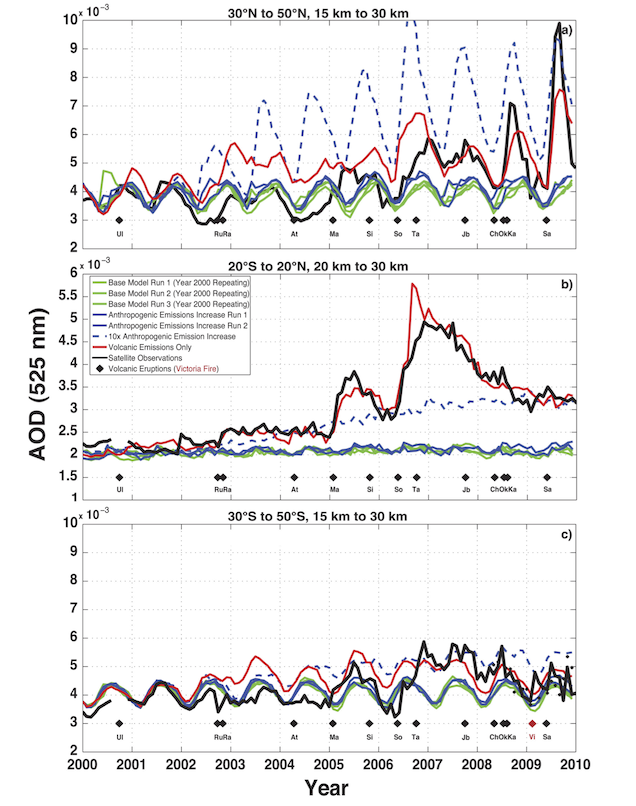 30°N to 50°N, 15 km to 30 km
10 x 10⁻³
a)
9
8
7
6
5
4
3
2
Ul RuRa At Ma Si So Ta Jb ChOkKa Sa
20°S to 20°N, 20 km to 30 km
6 x 10⁻³
b)
5.5
5
4.5
4
3.5
3
2.5
2
1.5
1
Base Model Run 1 (Year 2000 Repeating)
Base Model Run 2 (Year 2000 Repeating)
Base Model Run 3 (Year 2000 Repeating)
Anthropogenic Emissions Increase Run 1
Anthropogenic Emissions Increase Run 2
10x Anthropogenic Emission Increase
Volcanic Emissions Only
Satellite Observations
Volcanic Eruptions (Victoria Fire)
Ul RuRa At Ma Si So Ta Jb ChOkKa Sa
AOD (525 nm)
30°S to 50°S, 15 km to 30 km
10 x 10⁻³
c)
9
8
7
6
5
4
3
2
Ul RuRa At Ma Si So Ta Jb ChOkKa Vi Sa
2000 2001 2002 2003 2004 2005 2006 2007 2008 2009 2010
Year